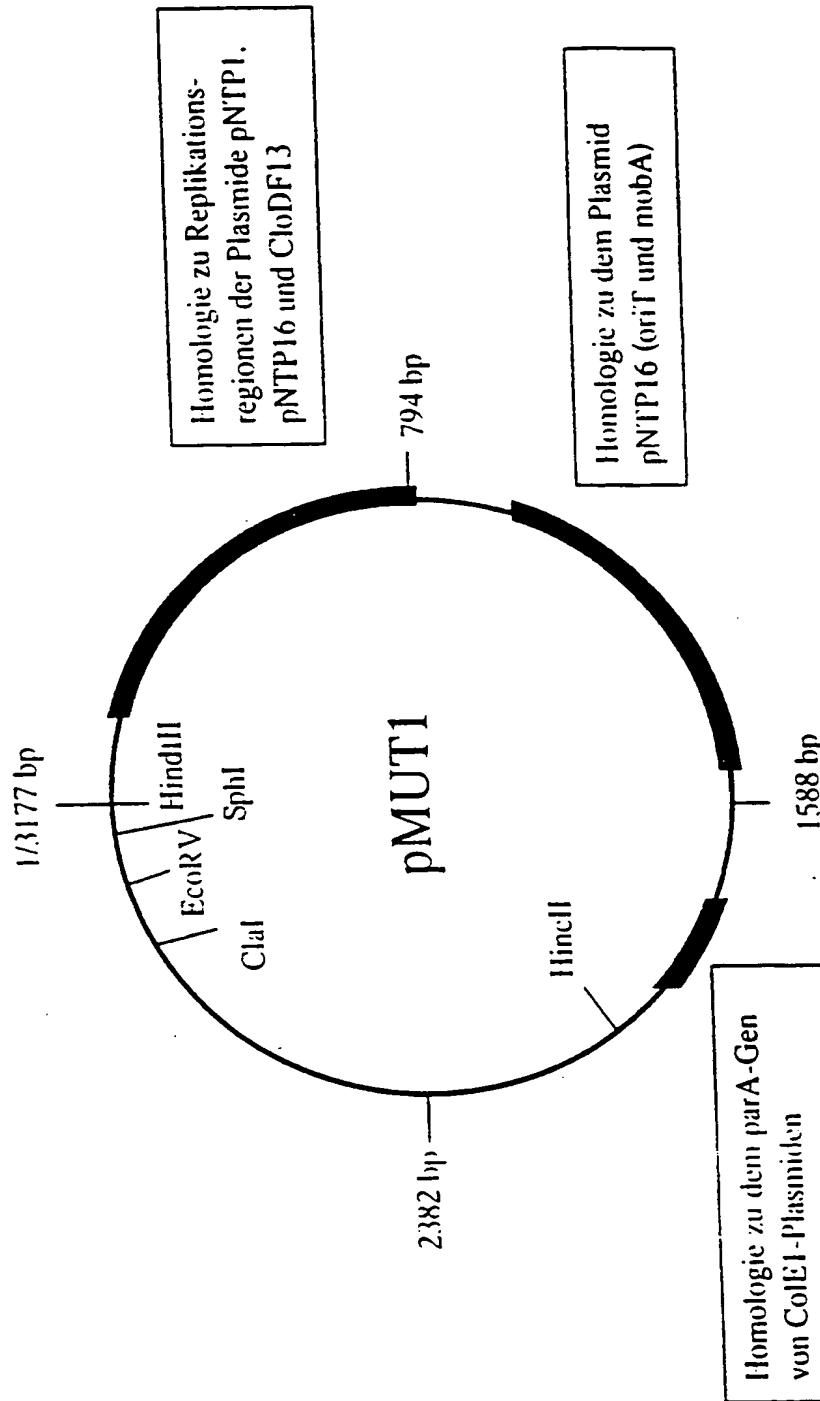 1/3177 bp
HindIII
SphI
EcoRV
ClaI
HincII
pMUT1
794 bp
1588 bp
2382 bp
Homologie zu Replikations-
regionen der Plasmide pNTP1,
pNTP16 und CloDF13
Homologie zu dem Plasmid
pNTP16 (oriT und mobA)
Homologie zu dem parA-Gen
von ColE1-Plasmiden